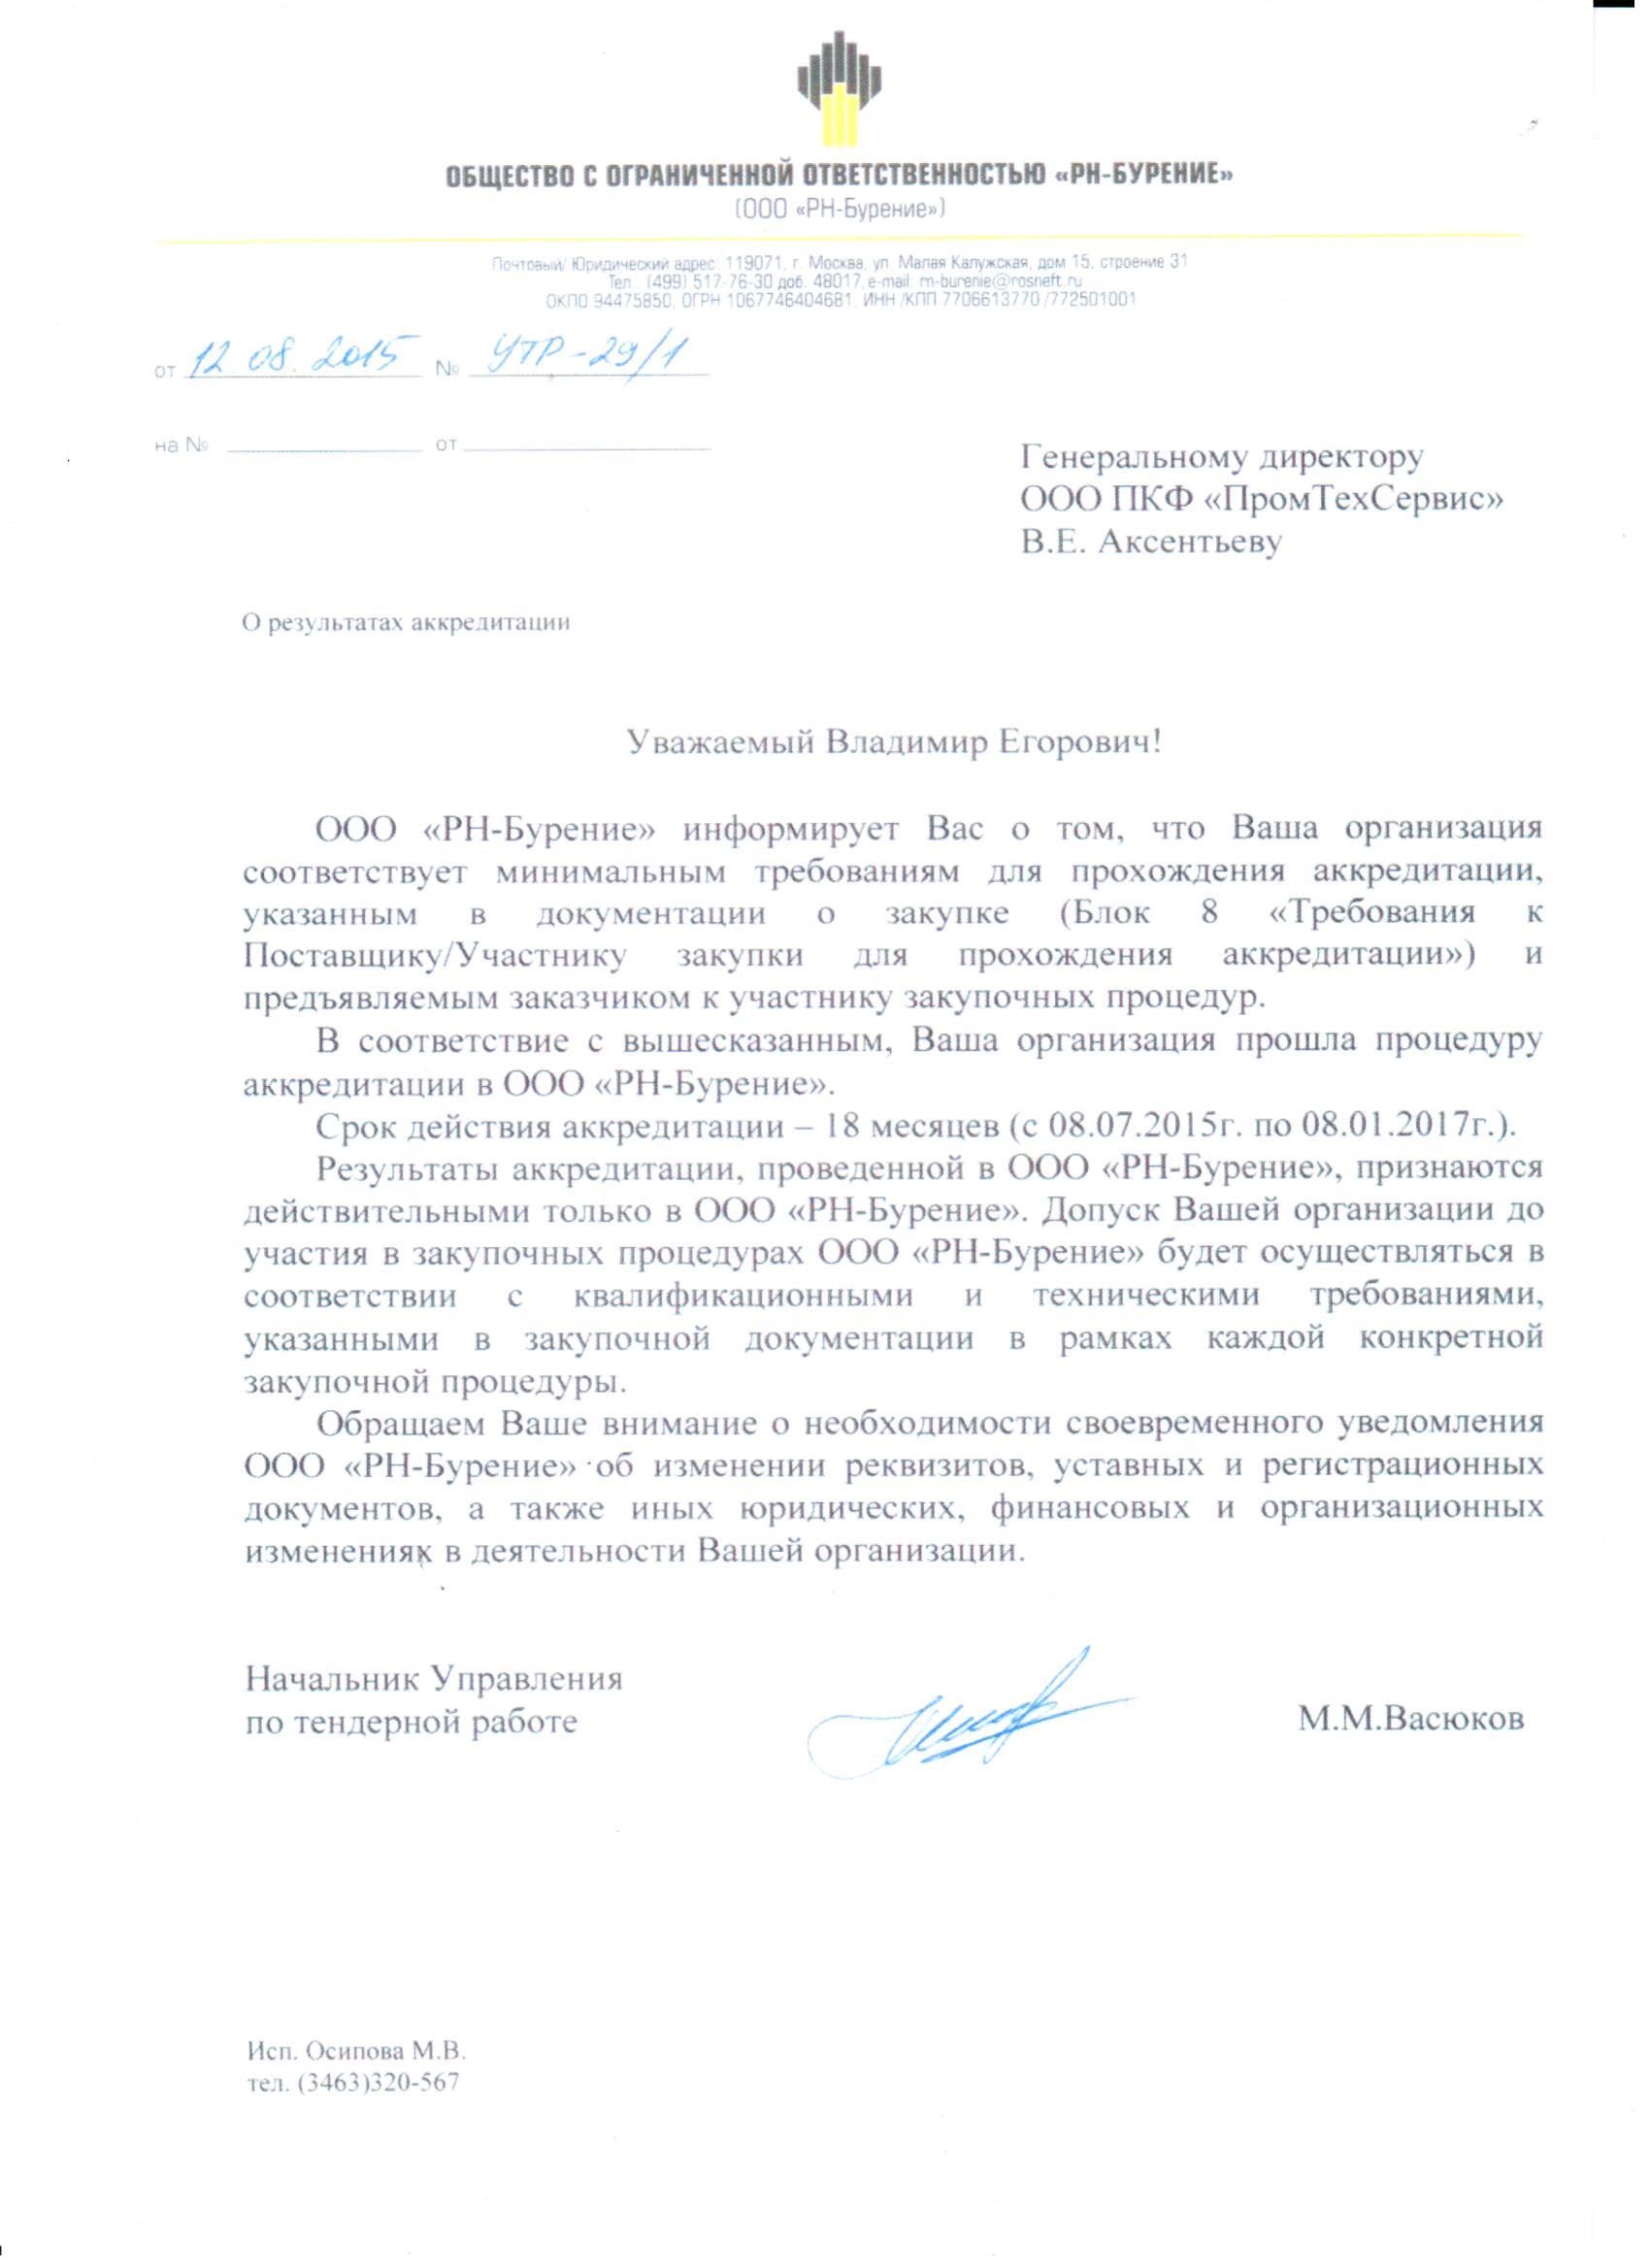 ОБЩЕСТВО С ОГРАНИЧЕННОЙ ОТВЕТСТВЕННОСТЬЮ «РН-БУРЕНИЕ»
(ООО «РН-Бурение»)
Почтовый/ Юридический адрес: 119071, г. Москва, ул. Малая Калужская, дом 15, строение 31
Тел.: (499) 517-76-30 доб. 48017, e-mail: rn-burenie@rosneft.ru
ОКПО 94475850, ОГРН 1067746404681, ИНН /КПП 7706613770 /772501001
от 12.08.2015 № УТР-29/1
на № от
Генеральному директору
ООО ПКФ «ПромТехСервис»
В.Е. Аксентьеву
О результатах аккредитации
Уважаемый Владимир Егорович!
ООО «РН-Бурение» информирует Вас о том, что Ваша организация
соответствует минимальным требованиям для прохождения аккредитации,
указанным в документации о закупке (Блок 8 «Требования к
Поставщику/Участнику закупки для прохождения аккредитации») и
предъявляемым заказчиком к участнику закупочных процедур.
В соответствие с вышесказанным, Ваша организация прошла процедуру
аккредитации в ООО «РН-Бурение».
Срок действия аккредитации – 18 месяцев (с 08.07.2015г. по 08.01.2017г.).
Результаты аккредитации, проведенной в ООО «РН-Бурение», признаются
действительными только в ООО «РН-Бурение». Допуск Вашей организации до
участия в закупочных процедурах ООО «РН-Бурение» будет осуществляться в
соответствии с квалификационными и техническими требованиями,
указанными в закупочной документации в рамках каждой конкретной
закупочной процедуры.
Обращаем Ваше внимание о необходимости своевременного уведомления
ООО «РН-Бурение» об изменении реквизитов, уставных и регистрационных
документов, а также иных юридических, финансовых и организационных
изменениях в деятельности Вашей организации.
Начальник Управления
по тендерной работе
М.М.Васюков
Исп. Осипова М.В.
тел. (3463)320-567